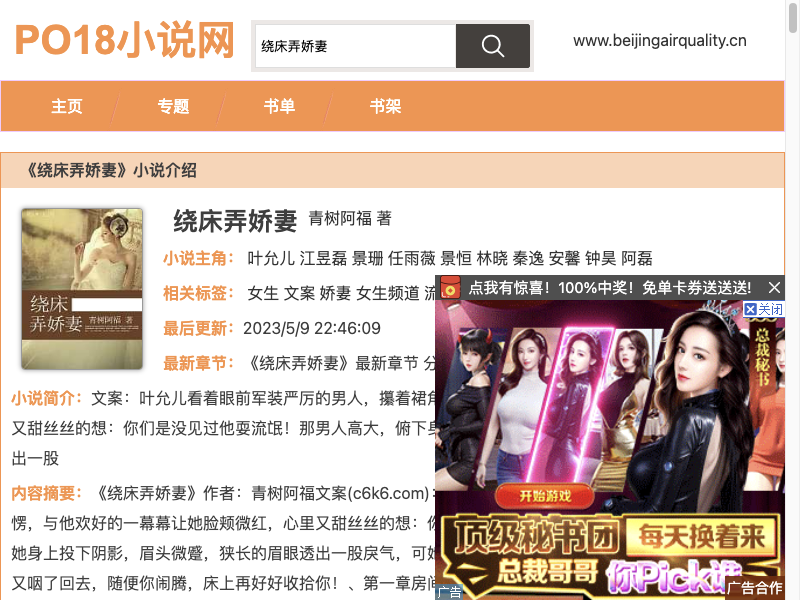 PO18小说网
绕床弄娇妻
www.beijingairquality.cn
主页 专题 书单 书架
《绕床弄娇妻》小说介绍
绕床弄娇妻 青树阿福 著
绕床
弄娇妻 青树阿福 著
小说主角： 叶允儿 江昱磊 景珊 任雨薇 景恒 林晓 秦逸 安馨 钟昊 阿磊
相关标签： 女生 文案 娇妻 女生频道 流
最后更新： 2023/5/9 22:46:09
最新章节： 《绕床弄娇妻》最新章节 分
小说简介：文案：叶允儿看着眼前军装严厉的男人，攥着裙角
又甜丝丝的想：你们是没见过他耍流氓！那男人高大，俯下身
出一股
内容摘要：《绕床弄娇妻》作者：青树阿福文案(c6k6.com)：
愣，与他欢好的一幕幕让她脸颊微红，心里又甜丝丝的想：你
她身上投下阴影，眉头微蹙，狭长的眉眼透出一股戾气，可她
又咽了回去，随便你闹腾，床上再好好收拾你！、第一章房间
点我有惊喜！100%中奖！免单卡券送送送!
关闭
总裁秘书
开始游戏
顶级秘书团 每天换着来
总裁哥哥 你Pick谁
广告
广告合作